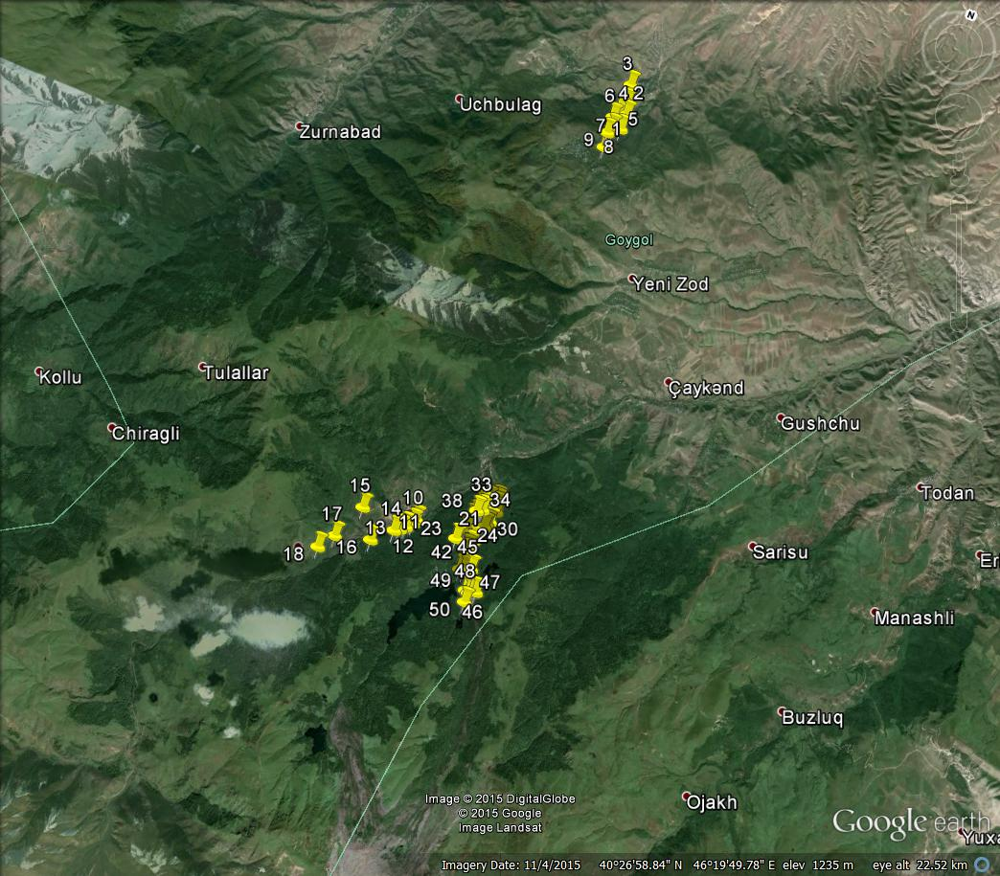 N
3
Uchbulag
6 4 2
Zurnabad
7 1 5
9 8
Goygol
Yeni Zod
Kollu
Tulallar
Çaykənd
Chiragli
Gushchu
15
33
10
38
34
Todan
17
14
21
13
11
23
30
18
16
12
24
42
45
Sarisu
Er
48
49
47
50
46
Manashli
Buzluq
Image © 2015 DigitalGlobe
© 2015 Google
Image Landsat
Ojakh
Google earth
Yuxa
Imagery Date: 11/4/2015 40°26'58.84" N 46°19'49.78" E elev 1235 m eye alt 22.52 km